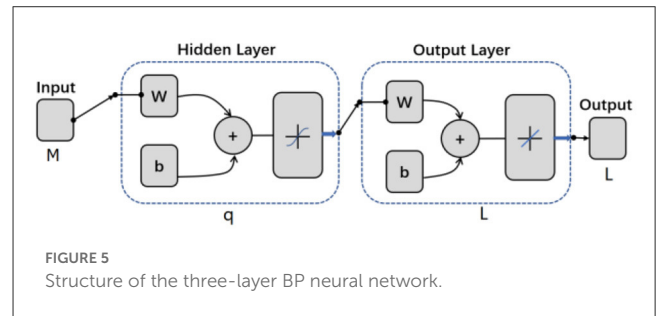 Hidden Layer
Output Layer
Input
W
+
b
M
q
W
+
b
L
Output
L
FIGURE 5
Structure of the three-layer BP neural network.